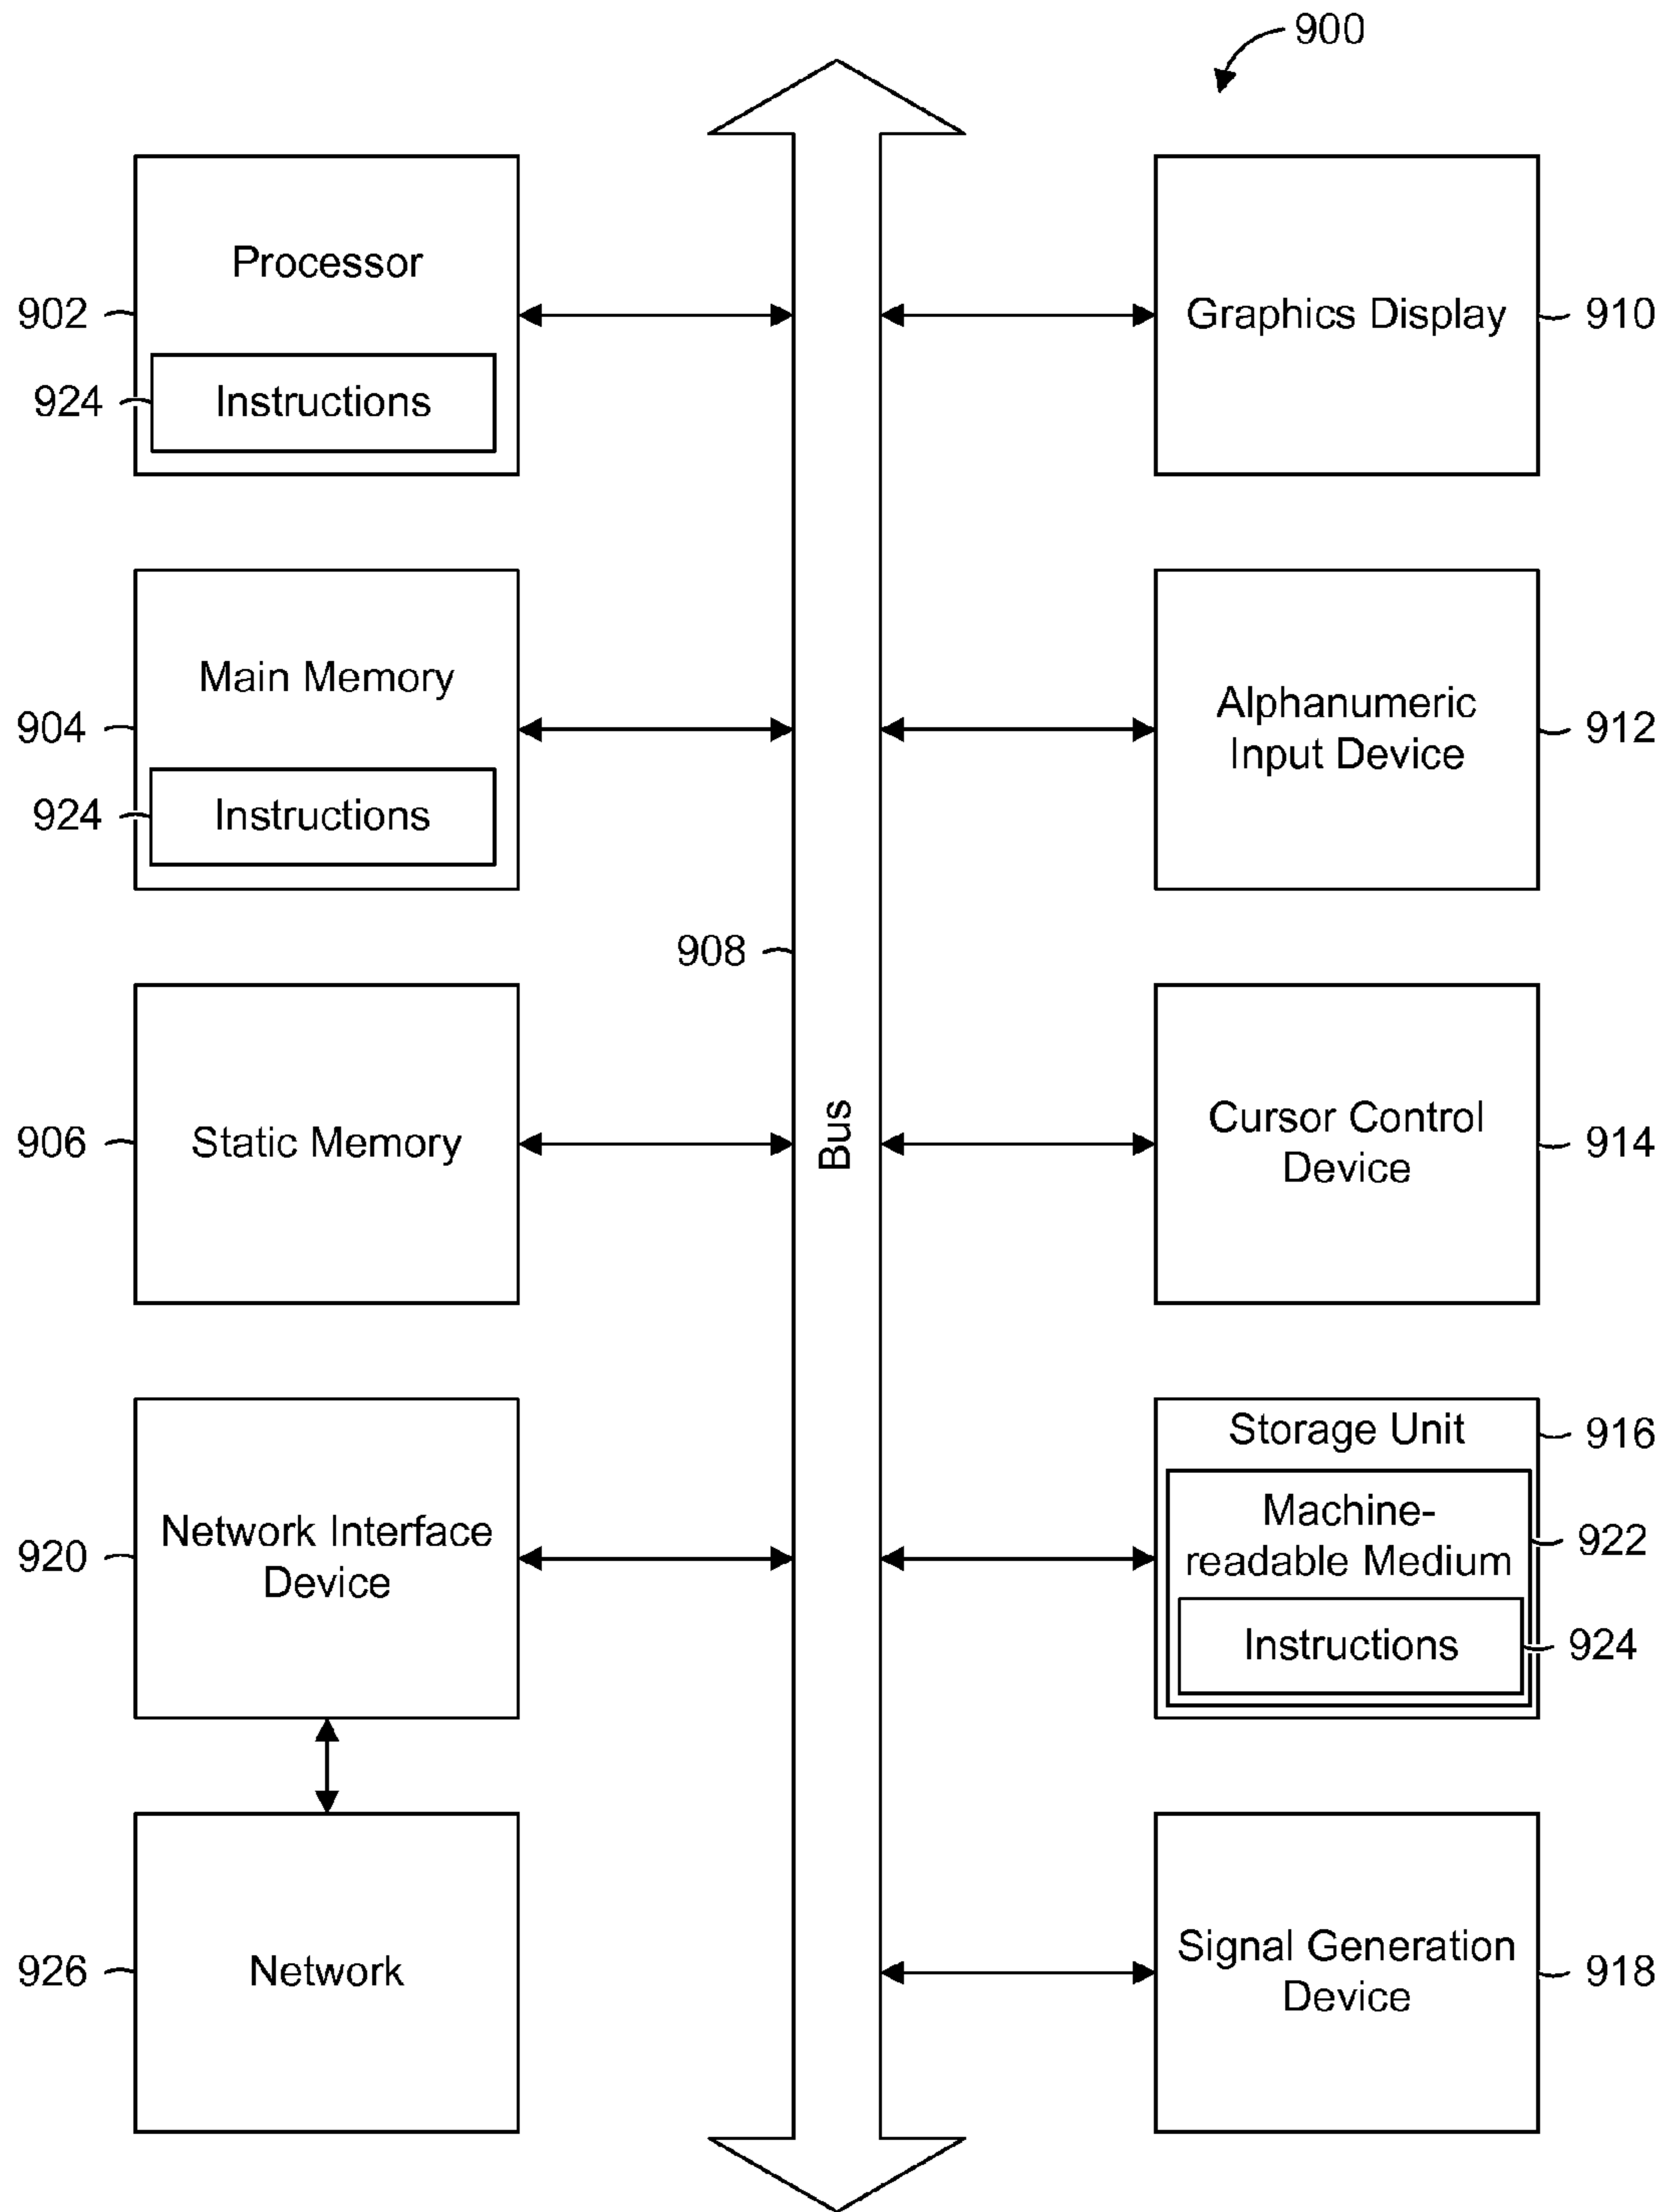 900
Processor
902
924
Instructions
Graphics Display
910
Main Memory
904
924
Instructions
Alphanumeric
Input Device
912
908
Bus
Static Memory
906
Cursor Control
Device
914
Network Interface
Device
920
Storage Unit
916
Machine-
readable Medium
922
Instructions
924
Network
926
Signal Generation
Device
918